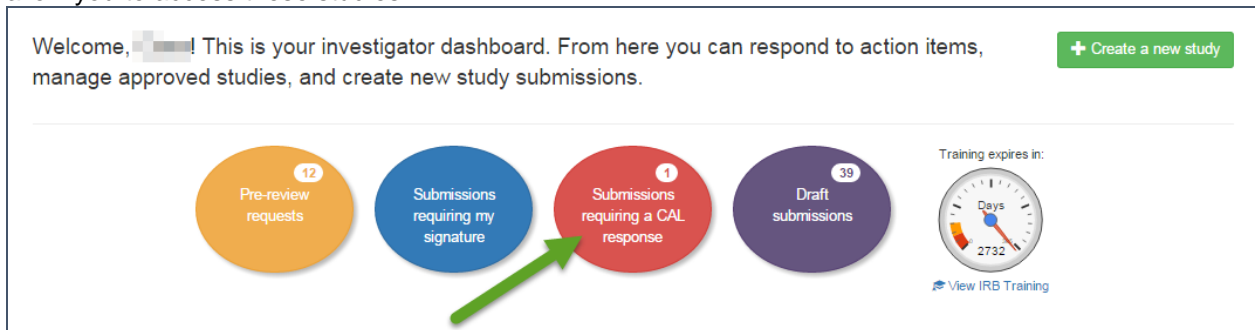 Welcome, ! This is your investigator dashboard. From here you can respond to action items,
manage approved studies, and create new study submissions.
+ Create a new study
12
Pre-review
requests
Submissions
requiring my
signature
1
Submissions
requiring a CAL
response
39
Draft
submissions
Training expires in:
Days
2732
View IRB Training